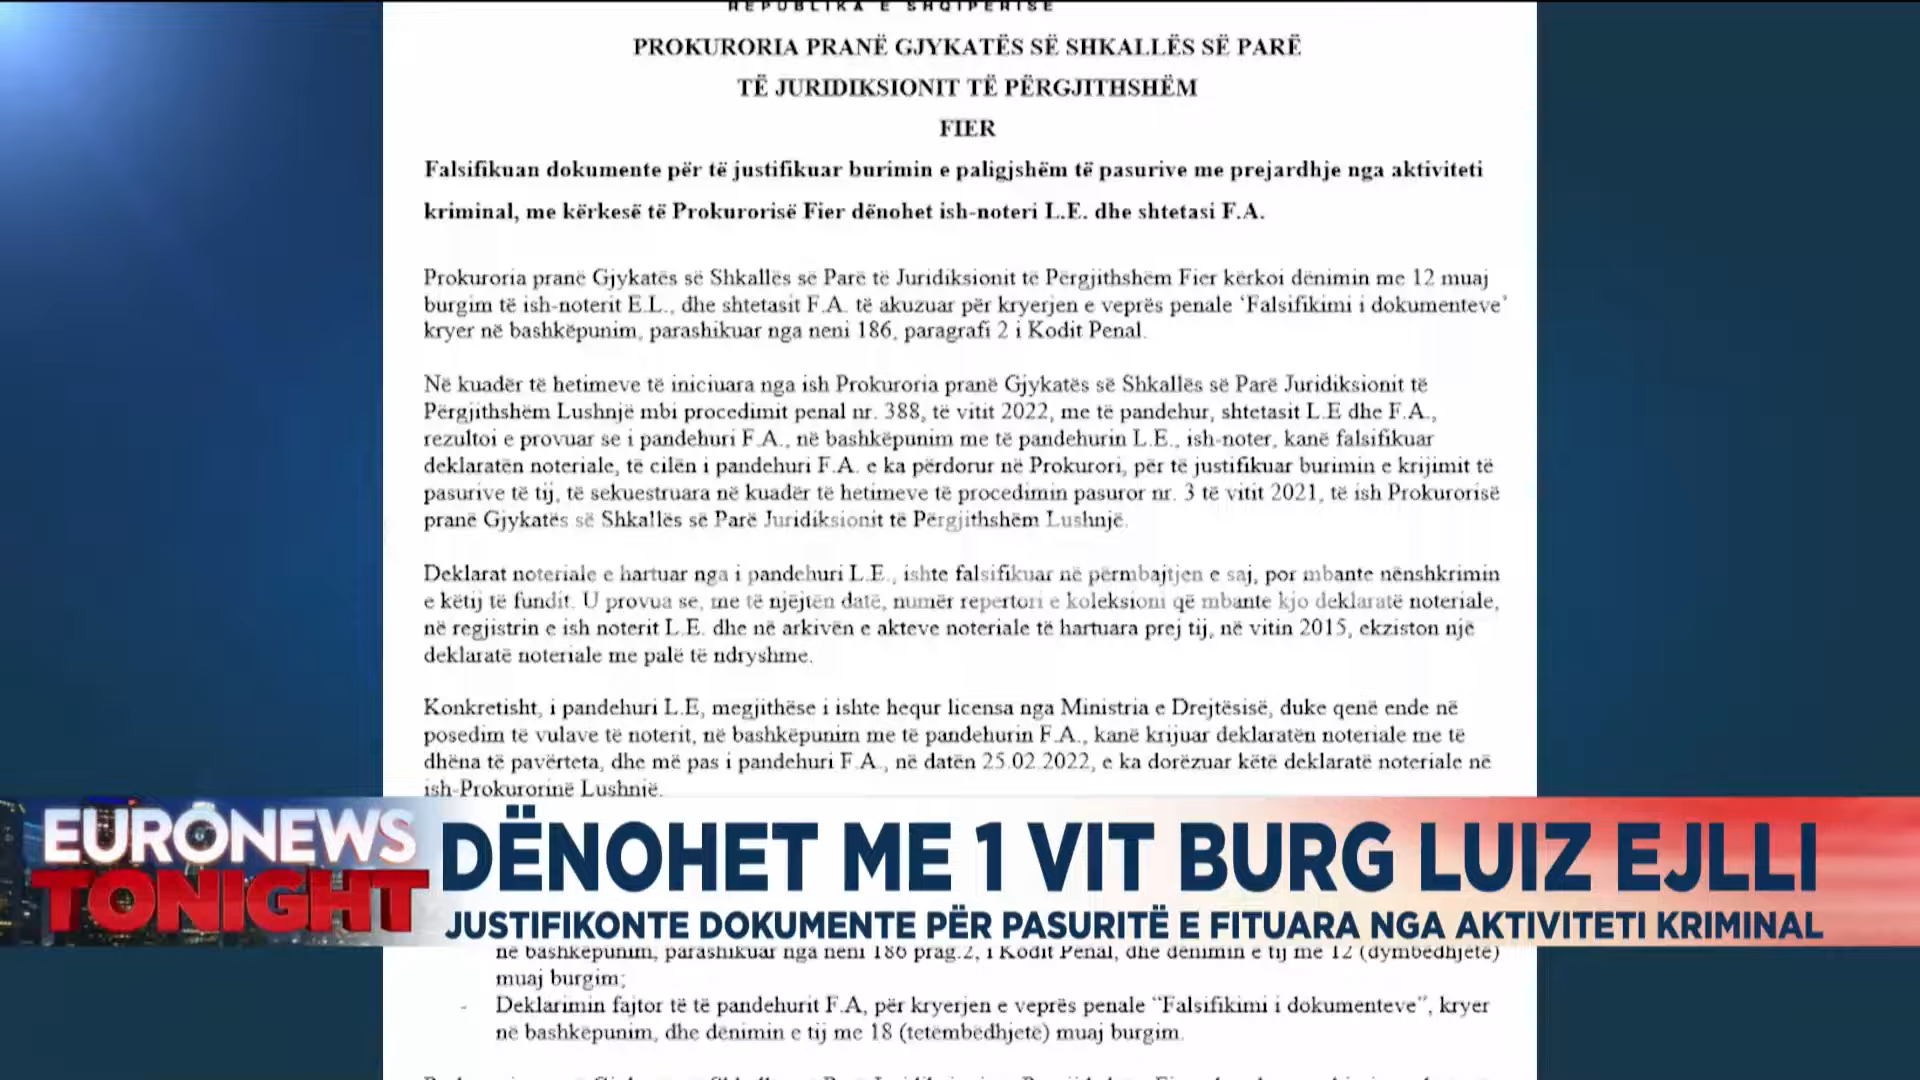 REPUBLIKA E SHQIPËRISË
PROKURORIA PRANË GJYKATËS SË SHKALLËS SË PARË
TË JURIDIKSIONIT TË PËRGJITHSHËM
FIER
Falsifikuan dokumente për të justifikuar burimin e paligjshëm të pasurive me prejardhje nga aktiviteti
kriminal, me kërkesë të Prokurorisë Fier dënohet ish-noteri L.E. dhe shtetasi F.A.
Prokuroria pranë Gjykatës së Shkallës së Parë të Juridiksionit të Përgjithshëm Fier kërkoi dënimin me 12 muaj
burgim të ish-noterit E.L., dhe shtetasit F.A. të akuzuar për kryerjen e veprës penale ‘Falsifikimi i dokumenteve’
kryer në bashkëpunim, parashikuar nga neni 186, paragrafi 2 i Kodit Penal.
Në kuadër të hetimeve të iniciuara nga ish Prokuroria pranë Gjykatës së Shkallës së Parë Juridiksionit të
Përgjithshëm Lushnjë mbi procedimit penal nr. 388, të vitit 2022, me të pandehur, shtetasit L.E dhe F.A.,
rezultoi e provuar se i pandehuri F.A., në bashkëpunim me të pandehurin L.E., ish-noter, kanë falsifikuar
deklaratën noteriale, të cilën i pandehuri F.A. e ka përdorur në Prokurori, për të justifikuar burimin e krijimit të
pasurive të tij, të sekuestruara në kuadër të hetimeve të procedimin pasuror nr. 3 të vitit 2021, të ish Prokurorisë
pranë Gjykatës së Shkallës së Parë Juridiksionit të Përgjithshëm Lushnjë.
Deklarat noteriale e hartuar nga i pandehuri L.E., ishte falsifikuar në përmbajtjen e saj, por mbante nënshkrimin
e këtij të fundit. U provua se, me të njëjtën datë, numër repertori e koleksioni që mbante kjo deklaratë noteriale,
në regjistrin e ish noterit L.E. dhe në arkivën e akteve noteriale të hartuara prej tij, në vitin 2015, ekziston një
deklaratë noteriale me palë të ndryshme.
Konkretisht, i pandehuri L.E, megjithëse i ishte hequr licensa nga Ministria e Drejtësisë, duke qenë ende në
posedim të vulave të noterit, në bashkëpunim me të pandehurin F.A., kanë krijuar deklaratën noteriale me të
dhëna të pavërteta, dhe më pas i pandehuri F.A., në datën 25.02.2022, e ka dorëzuar këtë deklaratë noteriale në
ish-Prokurorinë Lushnjë.
EURONEWS
TONIGHT
DËNOHET ME 1 VIT BURG LUIZ EJLLI
JUSTIFIKONTE DOKUMENTE PËR PASURITË E FITUARA NGA AKTIVITETI KRIMINAL
në bashkëpunim, parashikuar nga neni 186 prag.2, i Kodit Penal, dhe dënimin e tij me 12 (dymbëdhjetë)
muaj burgim;
- Deklarimin fajtor të të pandehurit F.A, për kryerjen e veprës penale “Falsifikimi i dokumenteve”, kryer
në bashkëpunim, dhe dënimin e tij me 18 (tetëmbëdhjetë) muaj burgim.